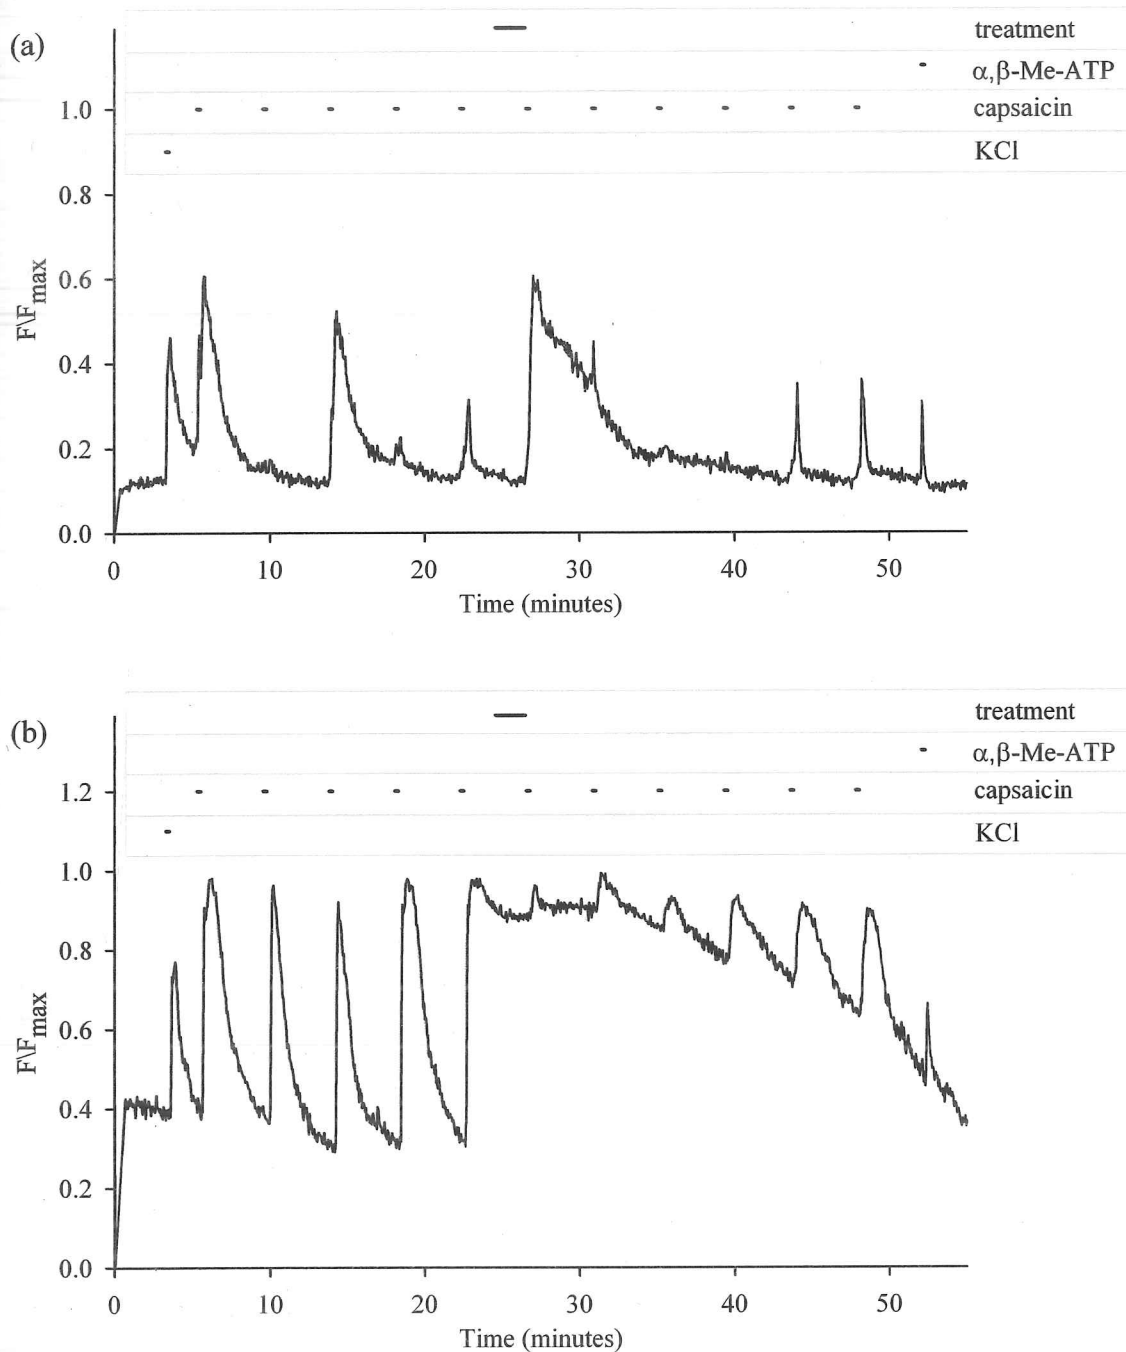 (a)
treatment
α,β-Me-ATP
capsaicin
KCl
1.0
0.8
0.6
0.4
0.2
0.0
F\Fmax
0 10 20 30 40 50
Time (minutes)
(b)
treatment
α,β-Me-ATP
capsaicin
KCl
1.2
1.0
0.8
0.6
0.4
0.2
0.0
F\Fmax
0 10 20 30 40 50
Time (minutes)